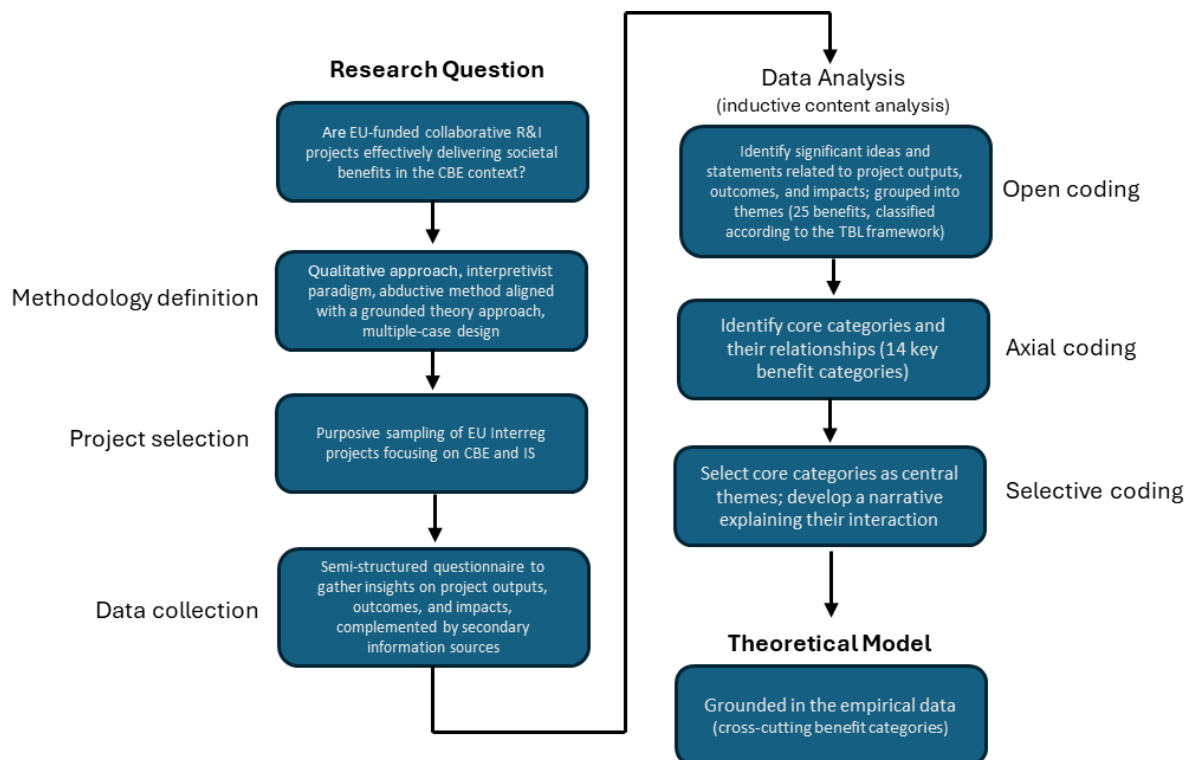 Research Question
Are EU-funded collaborative R&I
projects effectively delivering societal
benefits in the CBE context?
Methodology definition
Qualitative approach, interpretivist
paradigm, abductive method aligned
with a grounded theory approach,
multiple-case design
Project selection
Purposive sampling of EU Interreg
projects focusing on CBE and IS
Data collection
Semi-structured questionnaire to
gather insights on project outputs,
outcomes, and impacts,
complemented by secondary
information sources
Data Analysis
(inductive content analysis)
Identify significant ideas and
statements related to project outputs,
outcomes, and impacts; grouped into
themes (25 benefits, classified
according to the TBL framework)
Open coding
Identify core categories and
their relationships (14 key
benefit categories)
Axial coding
Select core categories as central
themes; develop a narrative
explaining their interaction
Selective coding
Theoretical Model
Grounded in the empirical data
(cross-cutting benefit categories)